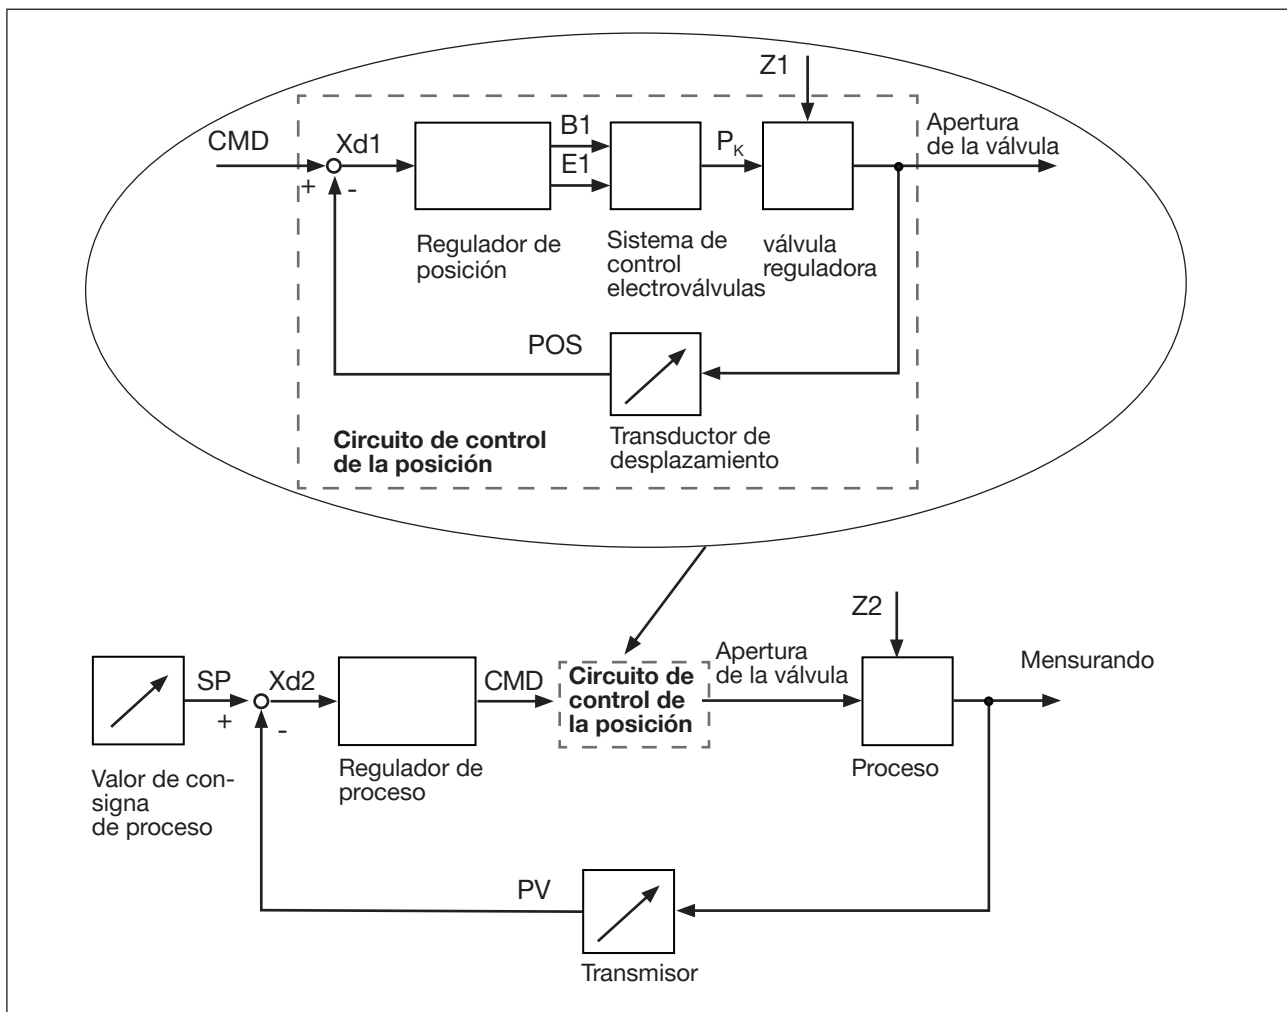 Z1
CMD
Xd1
B1
E1
P_K
Apertura
de la válvula
+
-
Regulador de
posición
Sistema de
control
electroválvulas
válvula
reguladora
POS
Circuito de control
de la posición
Transductor de
desplazamiento
Z2
SP
Xd2
CMD
Circuito de
control de
la posición
Apertura
de la válvula
Mensurando
+
-
Valor de con-
signa
de proceso
Regulador de
proceso
Proceso
PV
Transmisor